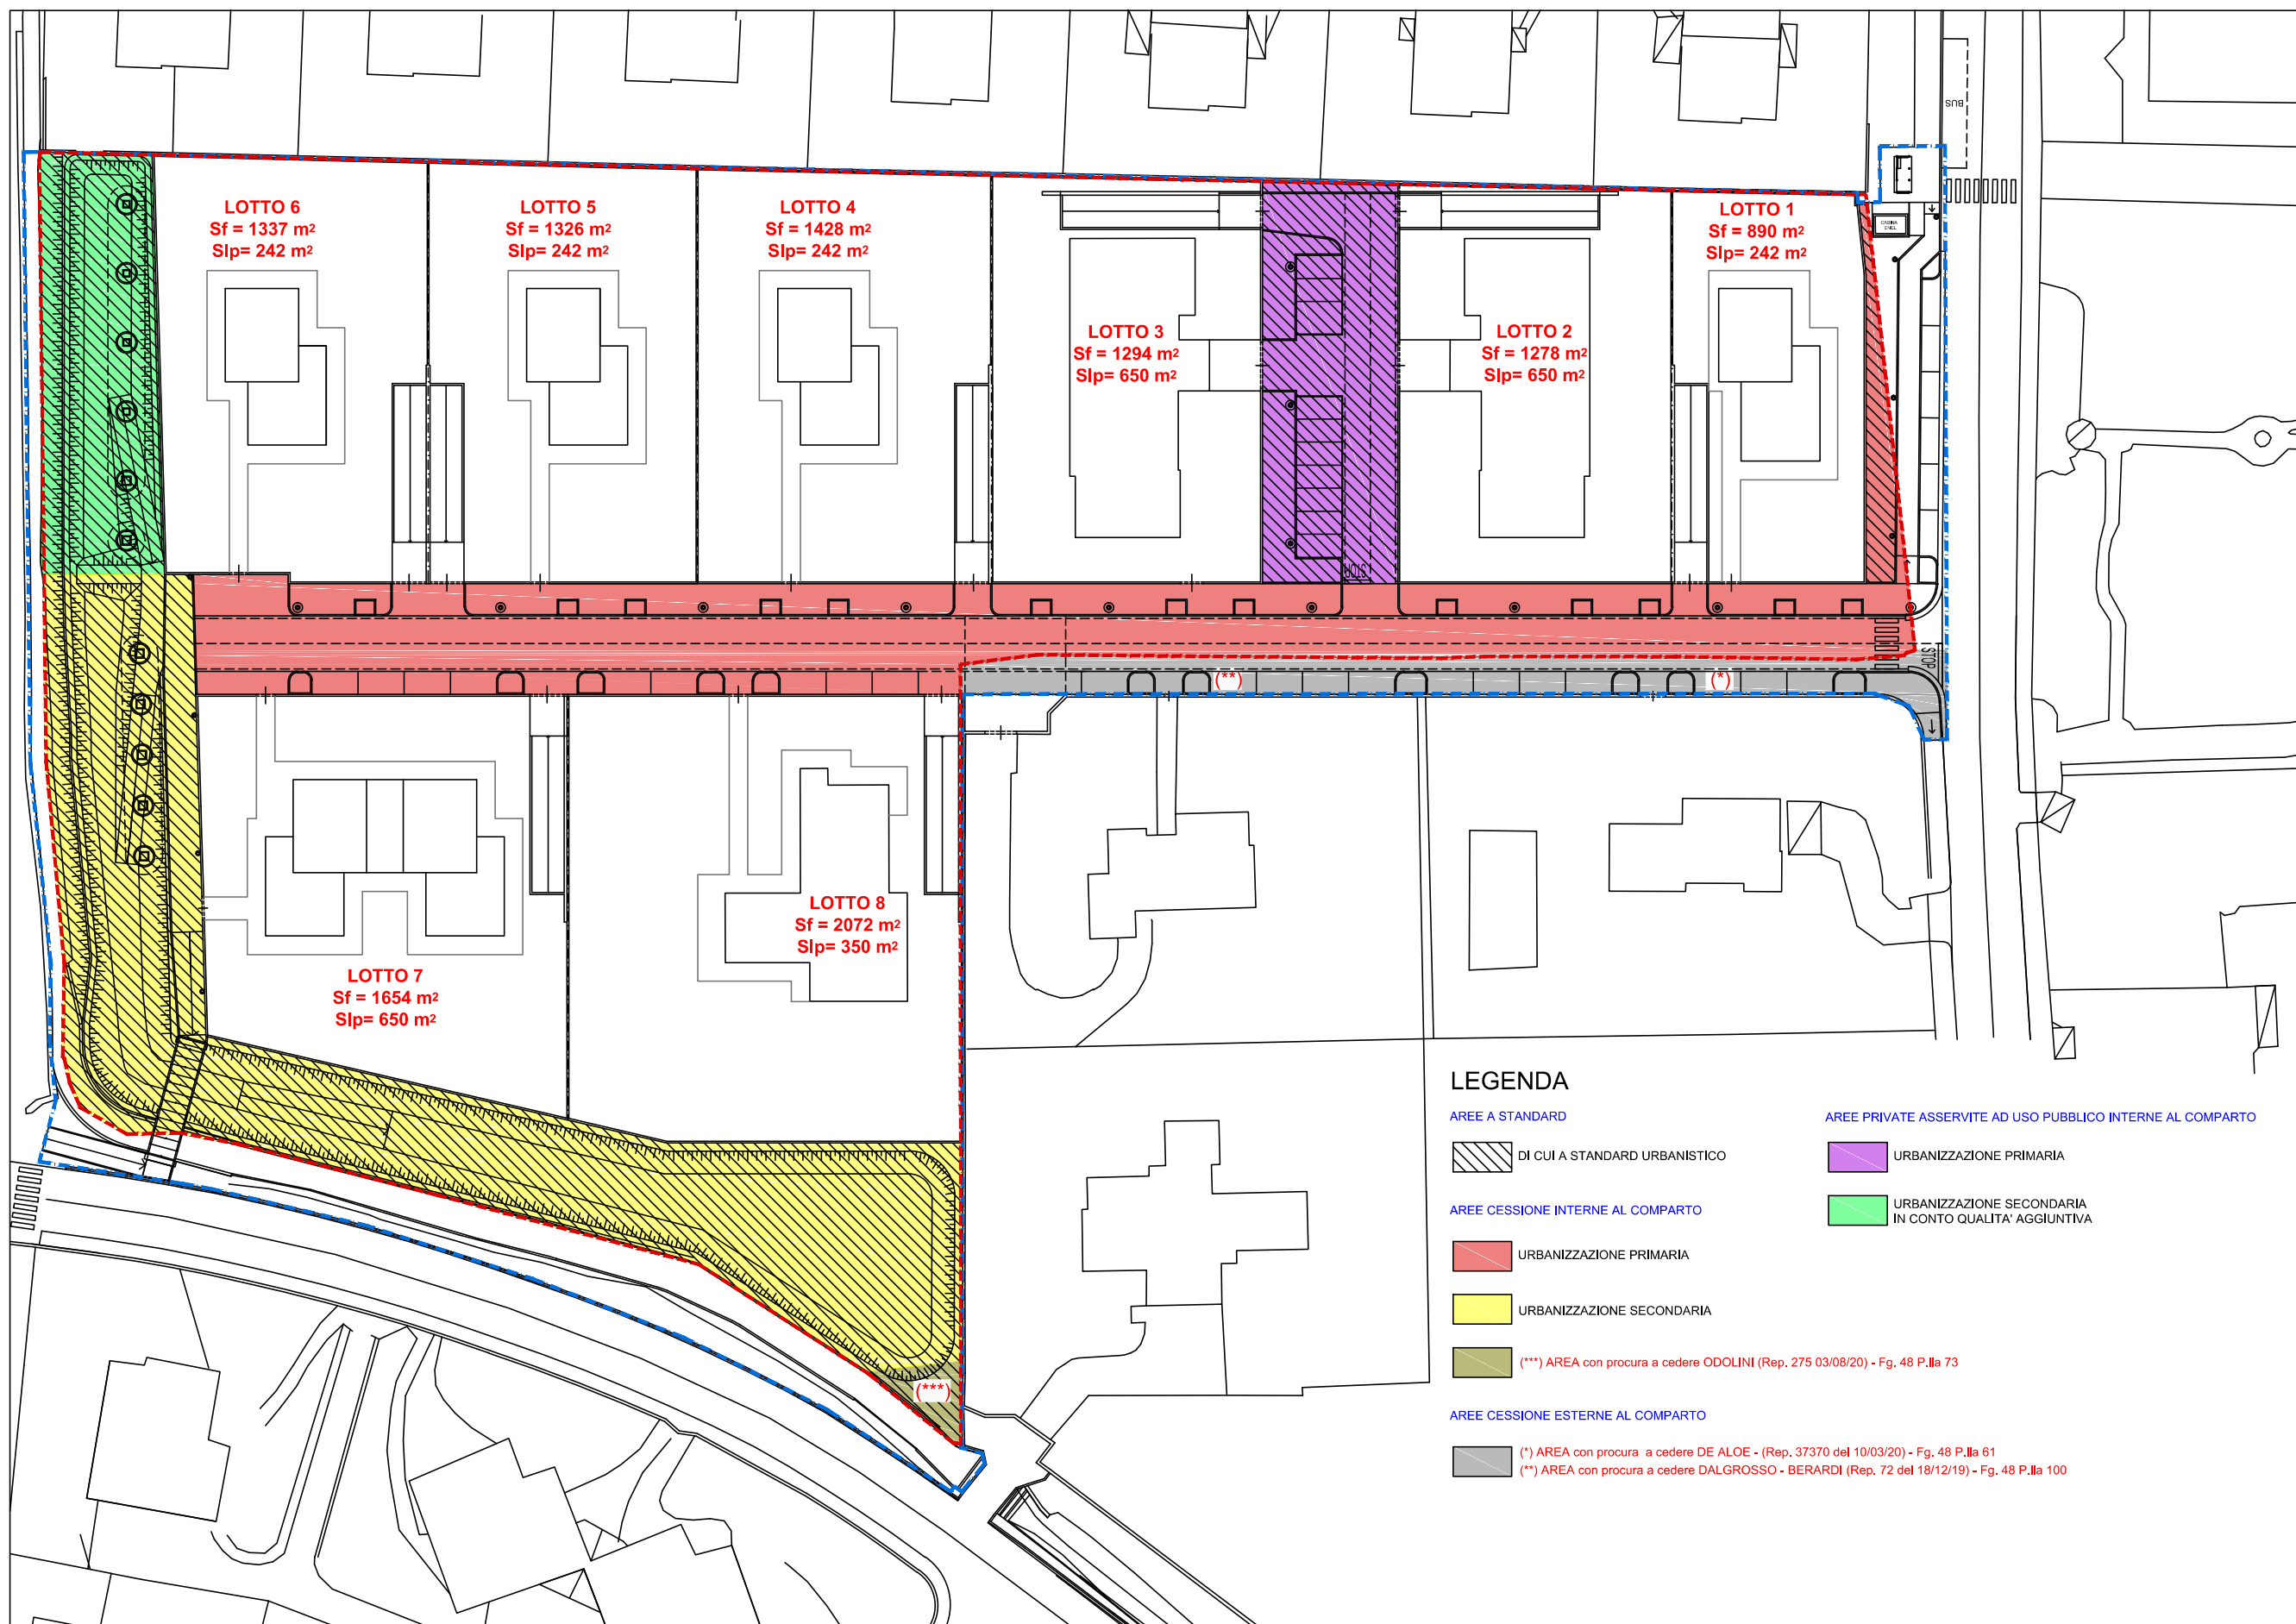 BUS
LOTTO 6
Sf = 1337 m²
Slp= 242 m²
LOTTO 5
Sf = 1326 m²
Slp= 242 m²
LOTTO 4
Sf = 1428 m²
Slp= 242 m²
LOTTO 1
Sf = 890 m²
Slp= 242 m²
CABINA
ENEL
LOTTO 3
Sf = 1294 m²
Slp= 650 m²
LOTTO 2
Sf = 1278 m²
Slp= 650 m²
STOP
STOP
(**)
(*)
LOTTO 8
Sf = 2072 m²
Slp= 350 m²
LOTTO 7
Sf = 1654 m²
Slp= 650 m²
(***)
LEGENDA
AREE A STANDARD
DI CUI A STANDARD URBANISTICO
AREE CESSIONE INTERNE AL COMPARTO
URBANIZZAZIONE PRIMARIA
URBANIZZAZIONE SECONDARIA
(***) AREA con procura a cedere ODOLINI (Rep. 275 03/08/20) - Fg. 48 P.lla 73
AREE CESSIONE ESTERNE AL COMPARTO
(*) AREA con procura a cedere DE ALOE - (Rep. 37370 del 10/03/20) - Fg. 48 P.lla 61
(**) AREA con procura a cedere DALGROSSO - BERARDI (Rep. 72 del 18/12/19) - Fg. 48 P.lla 100
AREE PRIVATE ASSERVITE AD USO PUBBLICO INTERNE AL COMPARTO
URBANIZZAZIONE PRIMARIA
URBANIZZAZIONE SECONDARIA
IN CONTO QUALITA' AGGIUNTIVA